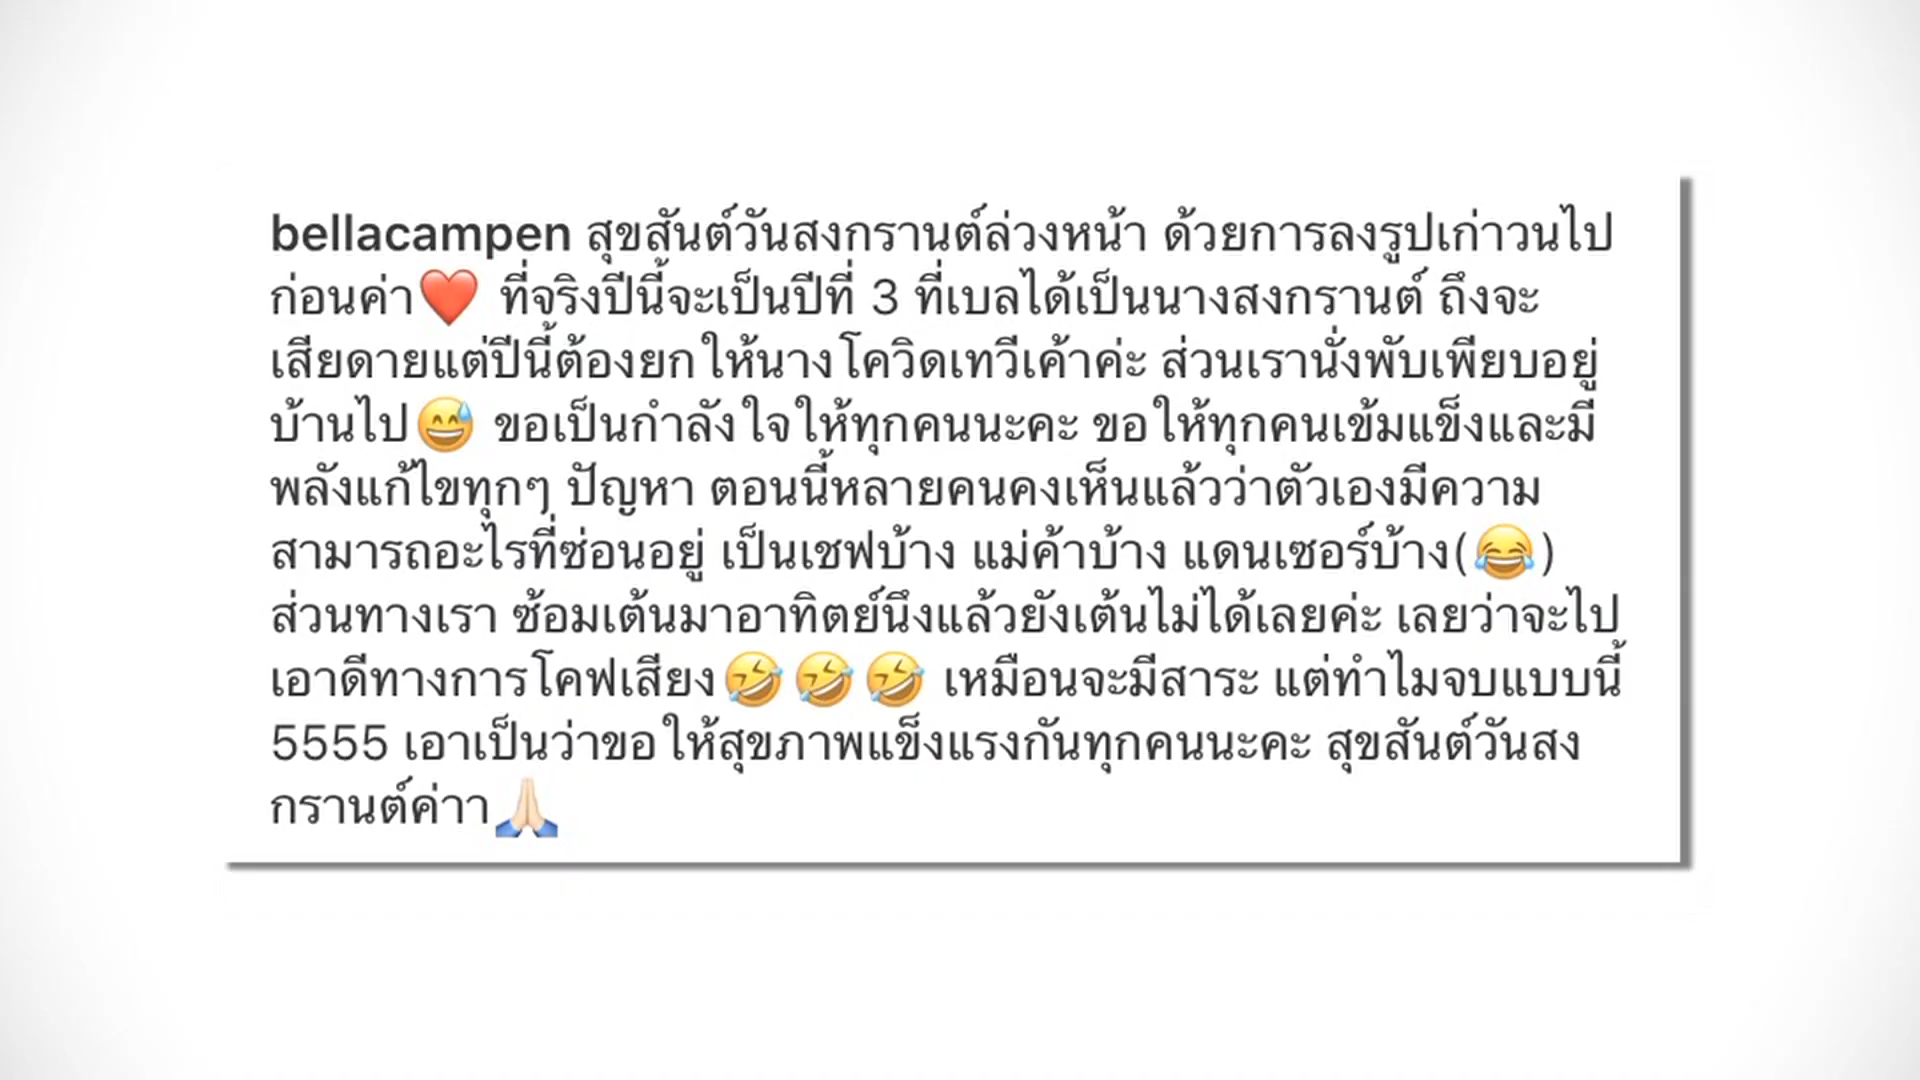 bellacampen สุขสันต์วันสงกรานต์ล่วงหน้า ด้วยการลงรูปเก่าวนไป
ก่อนค่า❤️ ที่จริงปีนี้จะเป็นปีที่ 3 ที่เบลได้เป็นนางสงกรานต์ ถึงจะ
เสียดายแต่ปีนี้ต้องยกให้นางโควิดเทวีเค้าค่ะ ส่วนเรานั่งพับเพียบอยู่
บ้านไป😅 ขอเป็นกำลังใจให้ทุกคนนะคะ ขอให้ทุกคนเข้มแข็งและมี
พลังแก้ไขทุกๆ ปัญหา ตอนนี้หลายคนคงเห็นแล้วว่าตัวเองมีความ
สามารถอะไรที่ซ่อนอยู่ เป็นเชฟบ้าง แม่ค้าบ้าง แดนเซอร์บ้าง(😂)
ส่วนทางเรา ซ้อมเต้นมาอาทิตย์นึงแล้วยังเต้นไม่ได้เลยค่ะ เลยว่าจะไป
เอาดีทางการโคฟเสียง🤣🤣🤣 เหมือนจะมีสาระ แต่ทำไมจบแบบนี้
5555 เอาเป็นว่าขอให้สุขภาพแข็งแรงกันทุกคนนะคะ สุขสันต์วันสง
กรานต์ค่าา🙏🏻